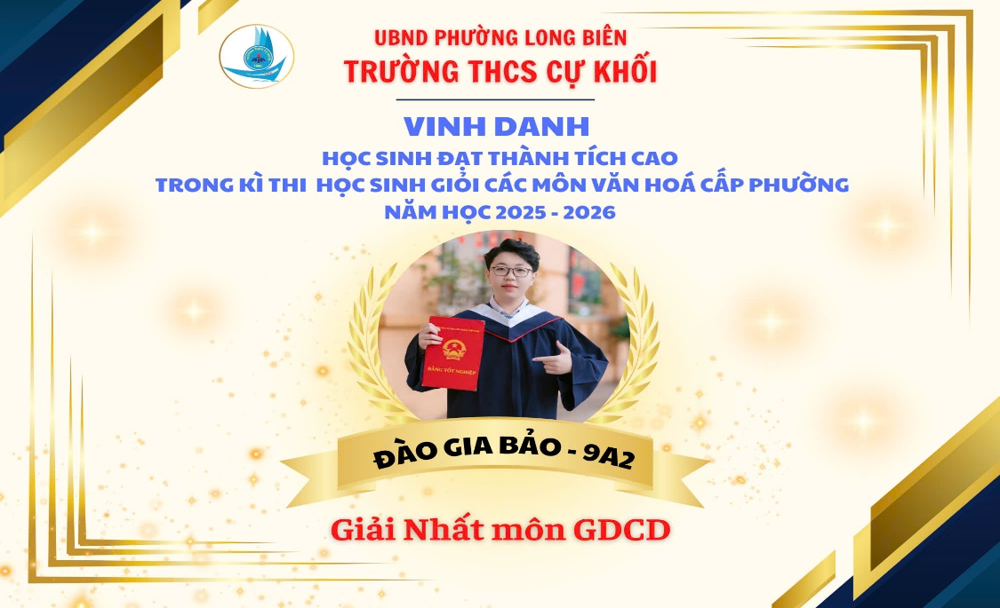 UBND PHƯỜNG LONG BIÊN
TRƯỜNG THCS CỰ KHỐI
VINH DANH
HỌC SINH ĐẠT THÀNH TÍCH CAO
TRONG KÌ THI HỌC SINH GIỎI CÁC MÔN VĂN HOÁ CẤP PHƯỜNG
NĂM HỌC 2025 - 2026
BẰNG TỐT NGHIỆP
ĐÀO GIA BẢO - 9A2
Giải Nhất môn GDCD